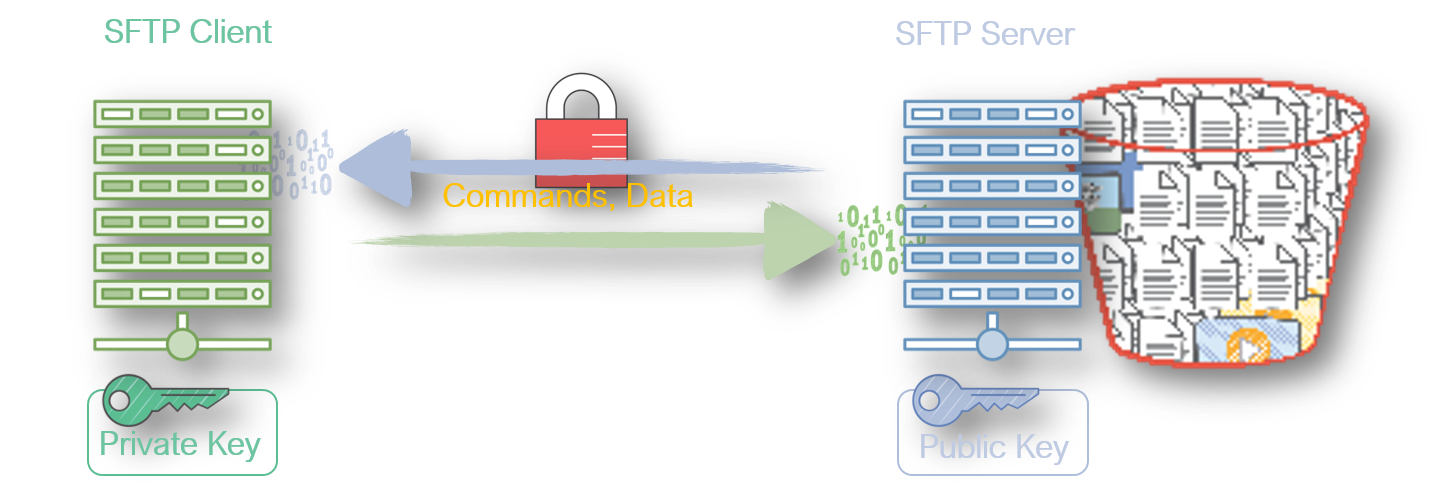 SFTP Client
SFTP Server
Commands, Data
Private Key
Public Key